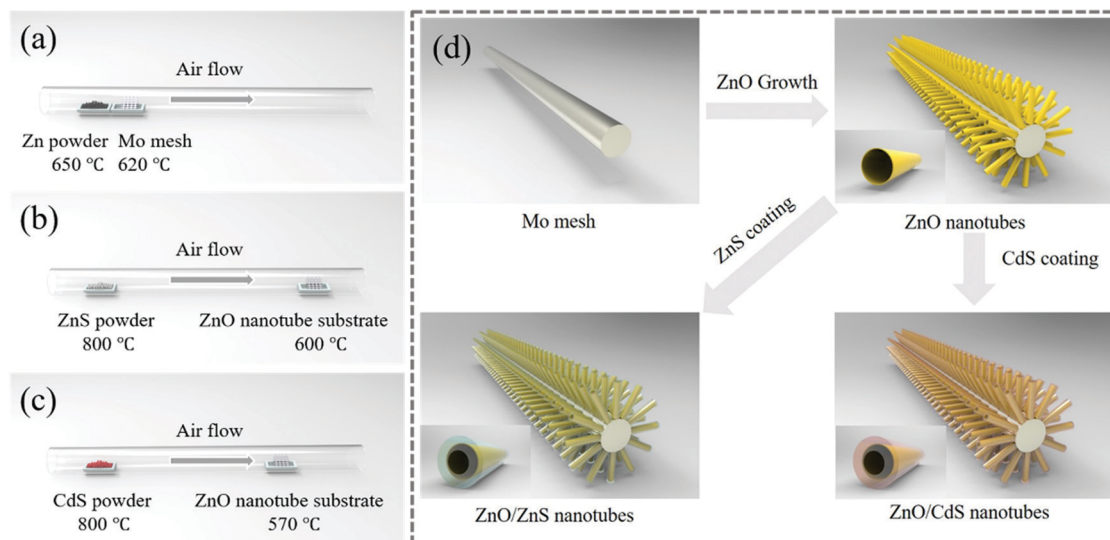 (a)
Air flow
Zn powder Mo mesh
650 ℃ 620℃
(b)
Air flow
ZnS powder ZnO nanotube substrate
800 ℃ 600 ℃
(c)
Air flow
CdS powder ZnO nanotube substrate
800 ℃ 570 ℃
(d)
Mo mesh
ZnO Growth
ZnO nanotubes
ZnS coating
CdS coating
ZnO/ZnS nanotubes
ZnO/CdS nanotubes